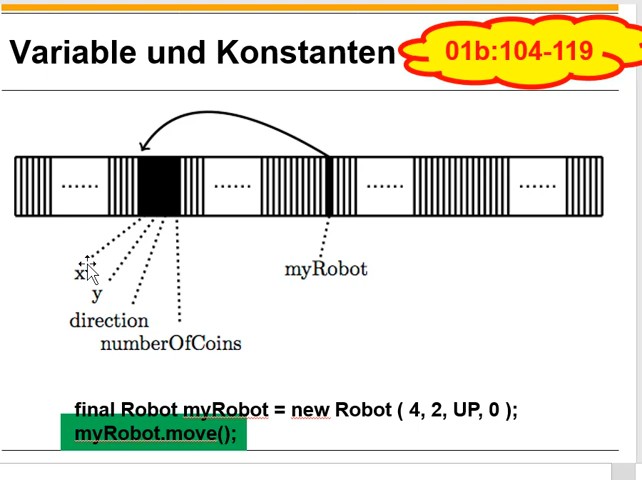 Variable und Konstanten
01b:104-119
...... ...... ...... ......
x
myRobot
y
direction
numberOfCoins
final Robot myRobot = new Robot ( 4, 2, UP, 0 );
myRobot.move();